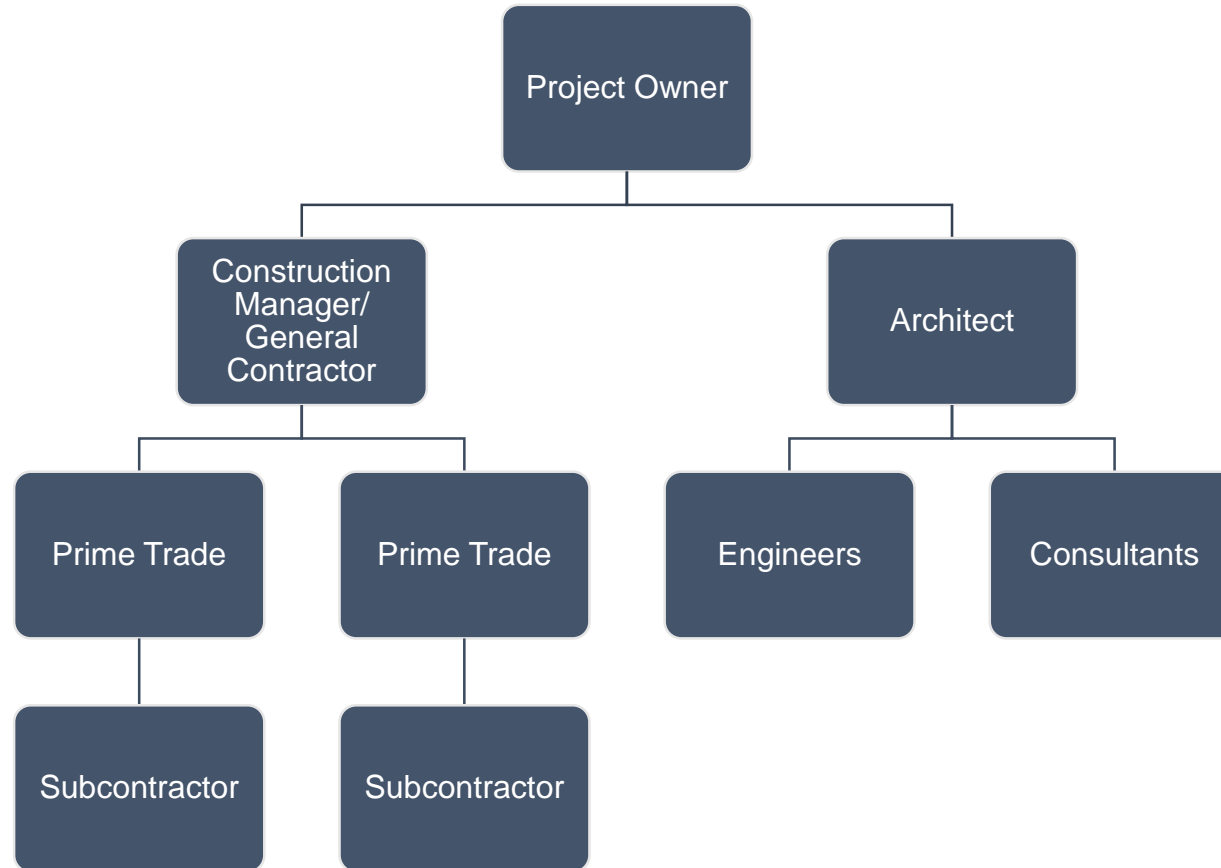 Project Owner
Construction
Manager/
General
Contractor
Architect
Prime Trade
Prime Trade
Engineers
Consultants
Subcontractor
Subcontractor